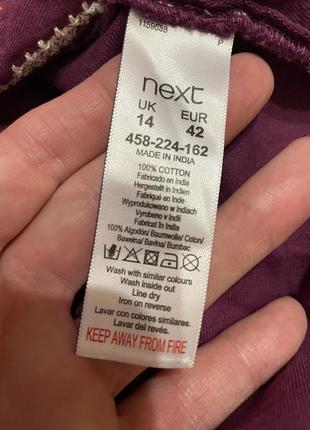 1159538
P
next
UK EUR
14 42
458-224-162
MADE IN INDIA
100% COTTON
Fabricado en India
Hergestellt in Indien
Fabriqué en Inde
Wyprodukowano w Indiach
Vyrobeno v Indii
Fabricat în India
100% Algodón/ Baumwolle/ Coton/
Bawełna/ Bavlna/ Bumbac
Wash with similar colours
Wash inside out
Line dry
Iron on reverse
Lavar con colores similares.
Lavar del revés.
KEEP AWAY FROM FIRE